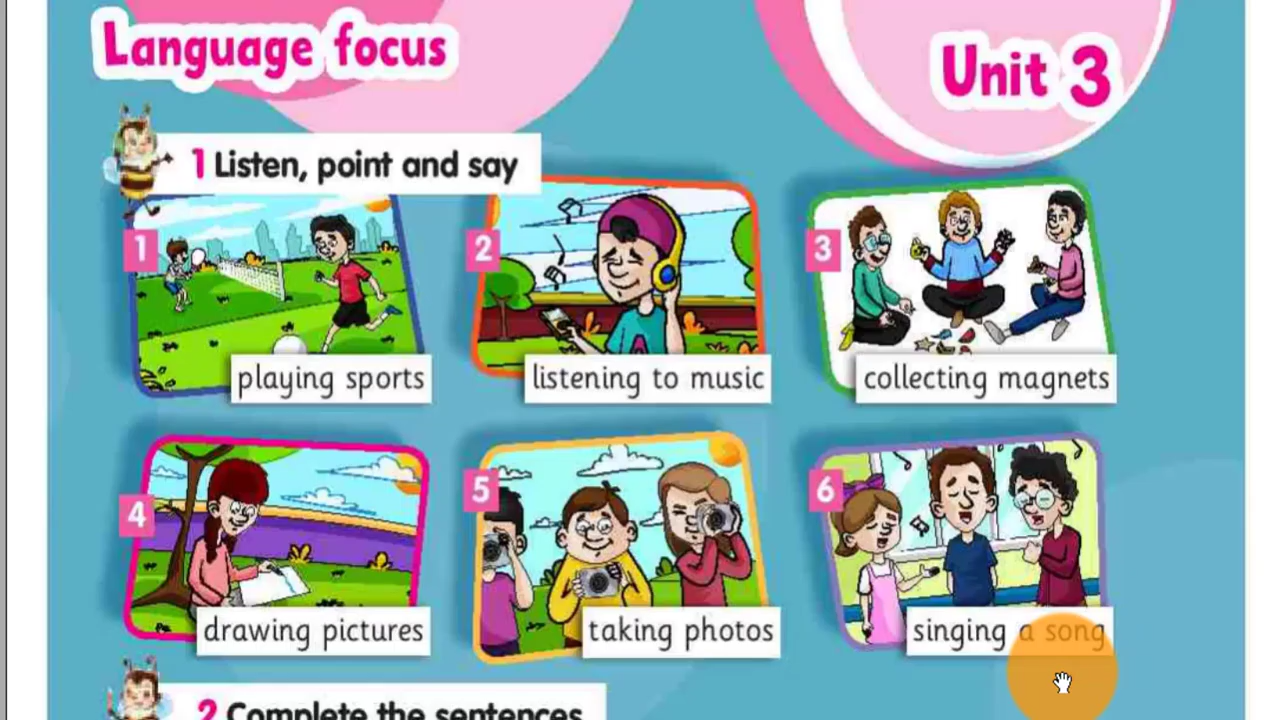 Language focus
Unit 3
1 Listen, point and say
1
2
3
playing sports
listening to music
collecting magnets
4
5
6
drawing pictures
taking photos
singing a song
2 Complete the sentences